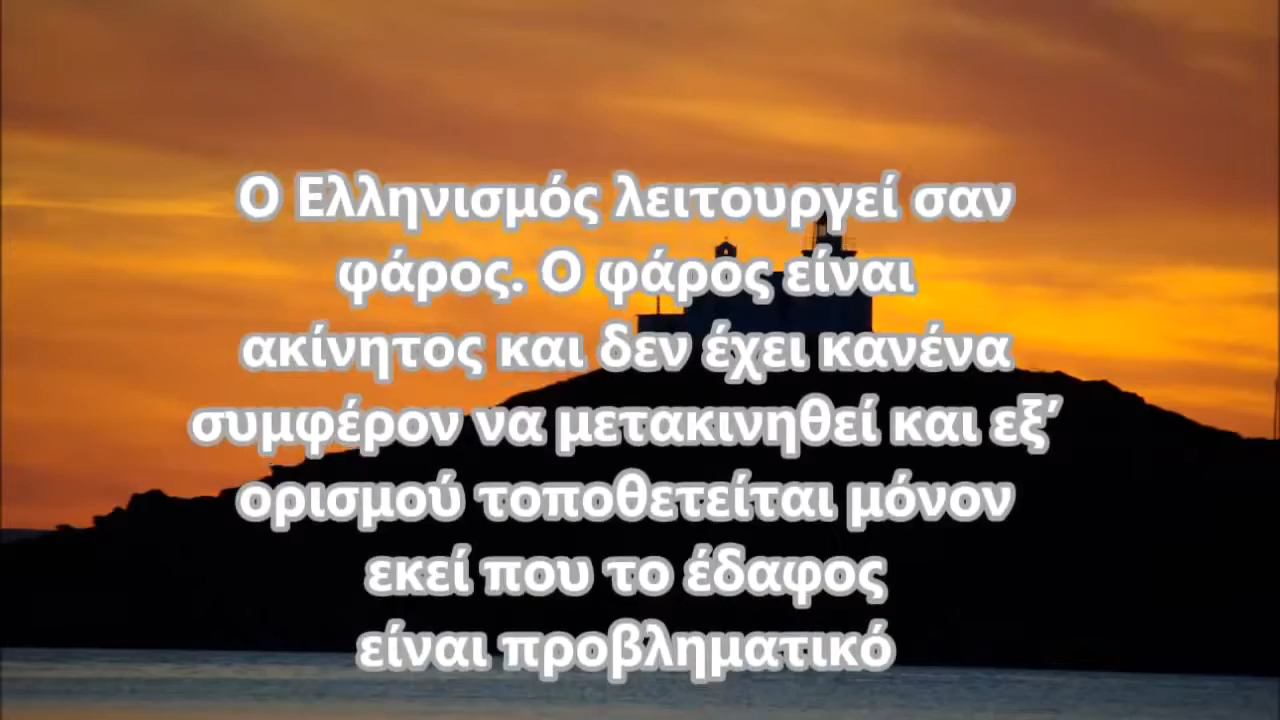 Ο Ελληνισμός λειτουργεί σαν
φάρος. Ο φάρος είναι
ακίνητος και δεν έχει κανένα
συμφέρον να μετακινηθεί και εξ’
ορισμού τοποθετείται μόνον
εκεί που το έδαφος
είναι προβληματικό